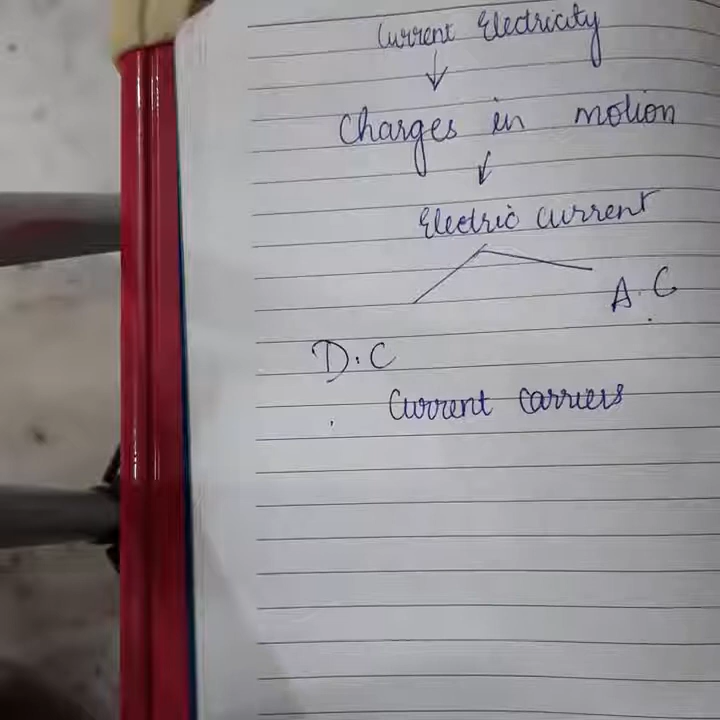 Current Electricity
↓
Charges in motion
↓
Electric current
A.C
D.C
Current carriers